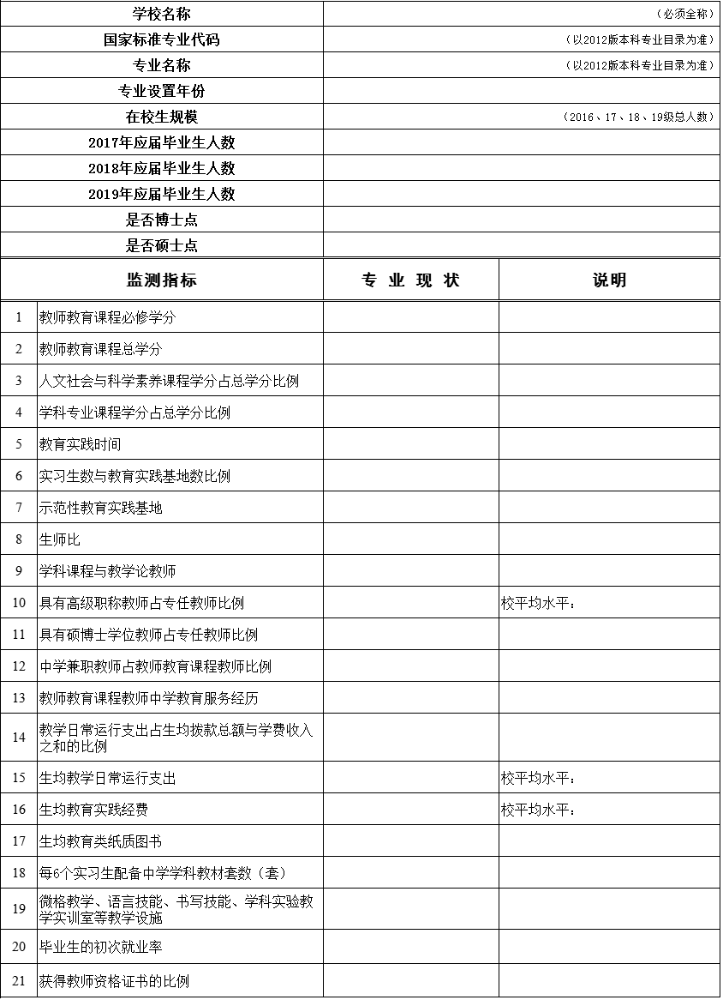 学校名称 （必须全称）
国家标准专业代码 （以2012版本科专业目录为准）
专业名称 （以2012版本科专业目录为准）
专业设置年份
在校生规模 （2016、17、18、19级总人数）
2017年应届毕业生人数
2018年应届毕业生人数
2019年应届毕业生人数
是否博士点
是否硕士点
监测指标 专 业 现 状 说明
1 教师教育课程必修学分
2 教师教育课程总学分
3 人文社会与科学素养课程学分占总学分比例
4 学科专业课程学分占总学分比例
5 教育实践时间
6 实习生数与教育实践基地数比例
7 示范性教育实践基地
8 生师比
9 学科课程与教学论教师
10 具有高级职称教师占专任教师比例 校平均水平：
11 具有硕博士学位教师占专任教师比例
12 中学兼职教师占教师教育课程教师比例
13 教师教育课程教师中学教育服务经历
14 教学日常运行支出占生均拨款总额与学费收入
之和的比例
15 生均教学日常运行支出 校平均水平：
16 生均教育实践经费 校平均水平：
17 生均教育类纸质图书
18 每6个实习生配备中学学科教材套数（套）
19 微格教学、语言技能、书写技能、学科实验教
学实训室等教学设施
20 毕业生的初次就业率
21 获得教师资格证书的比例